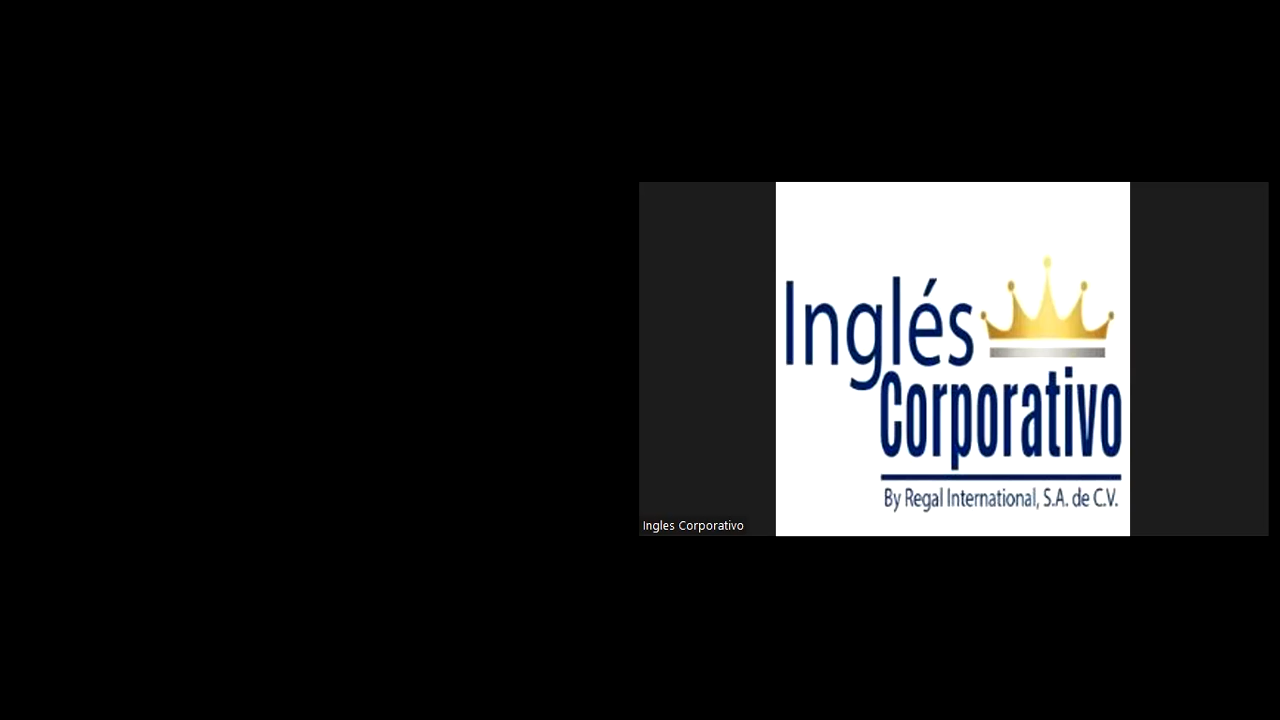 Inglés
Corporativo
By Regal International, S.A. de C.V.
Ingles Corporativo